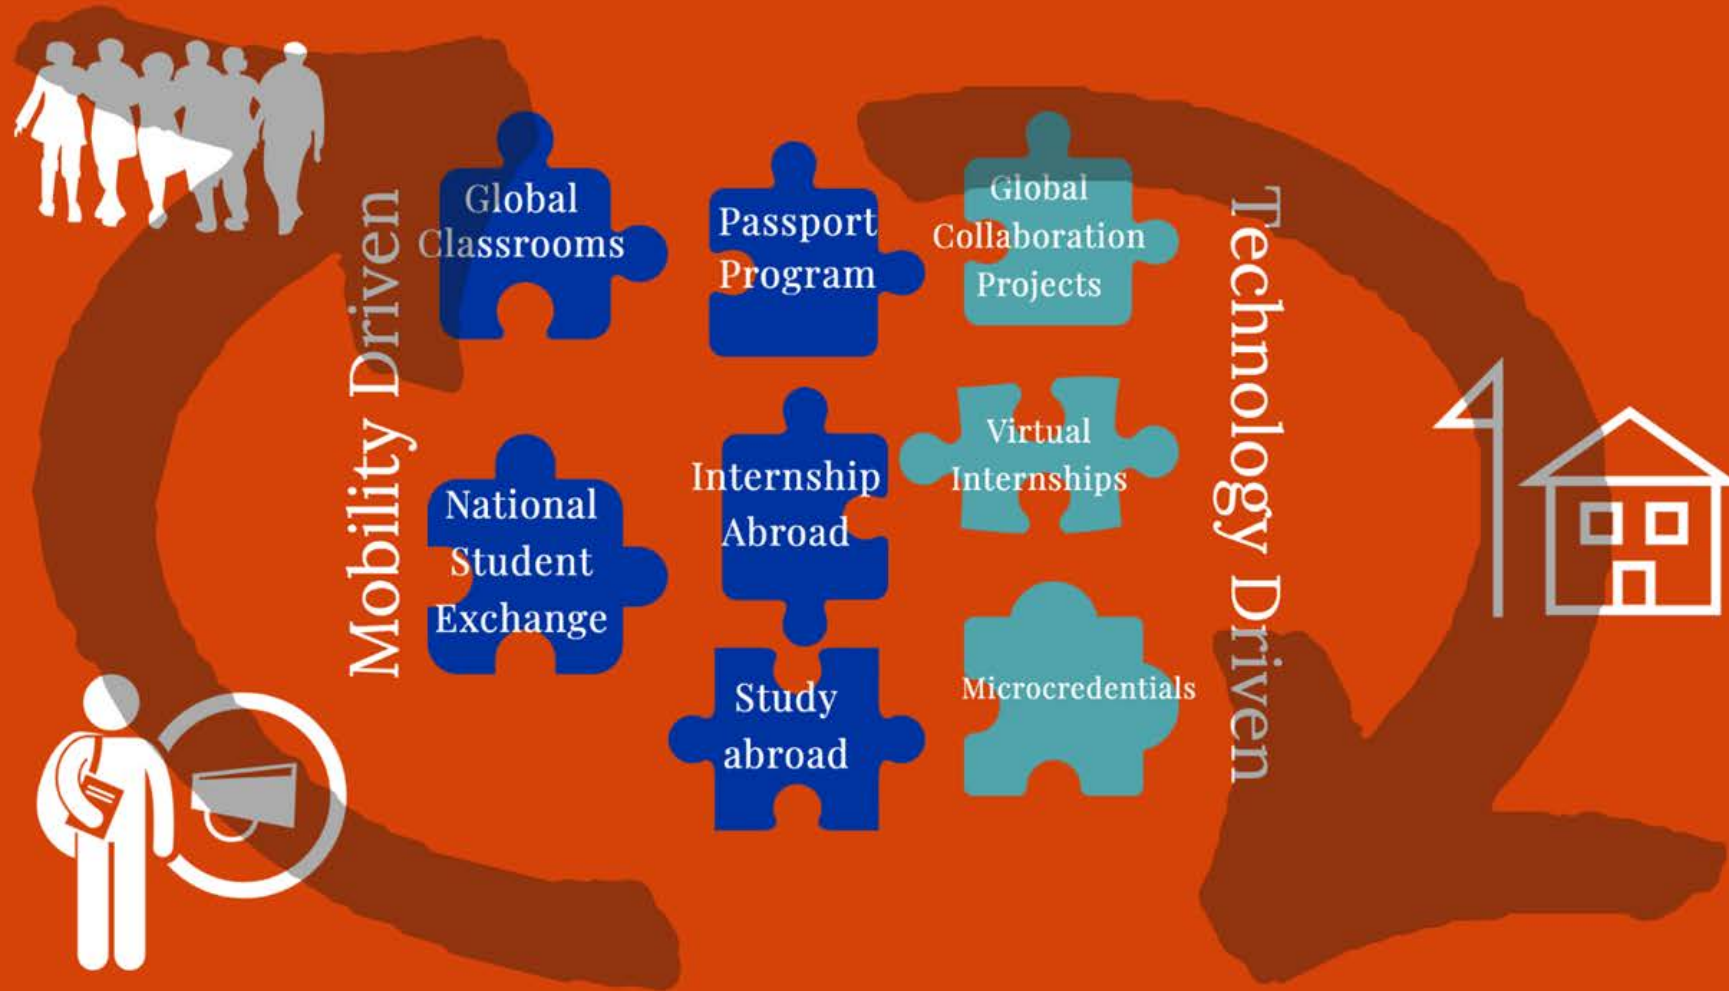 Mobility Driven
Global
Classrooms
National
Student
Exchange
Passport
Program
Internship
Abroad
Study
abroad
Global
Collaboration
Projects
Virtual
Internships
Microcredentials
Technology Driven